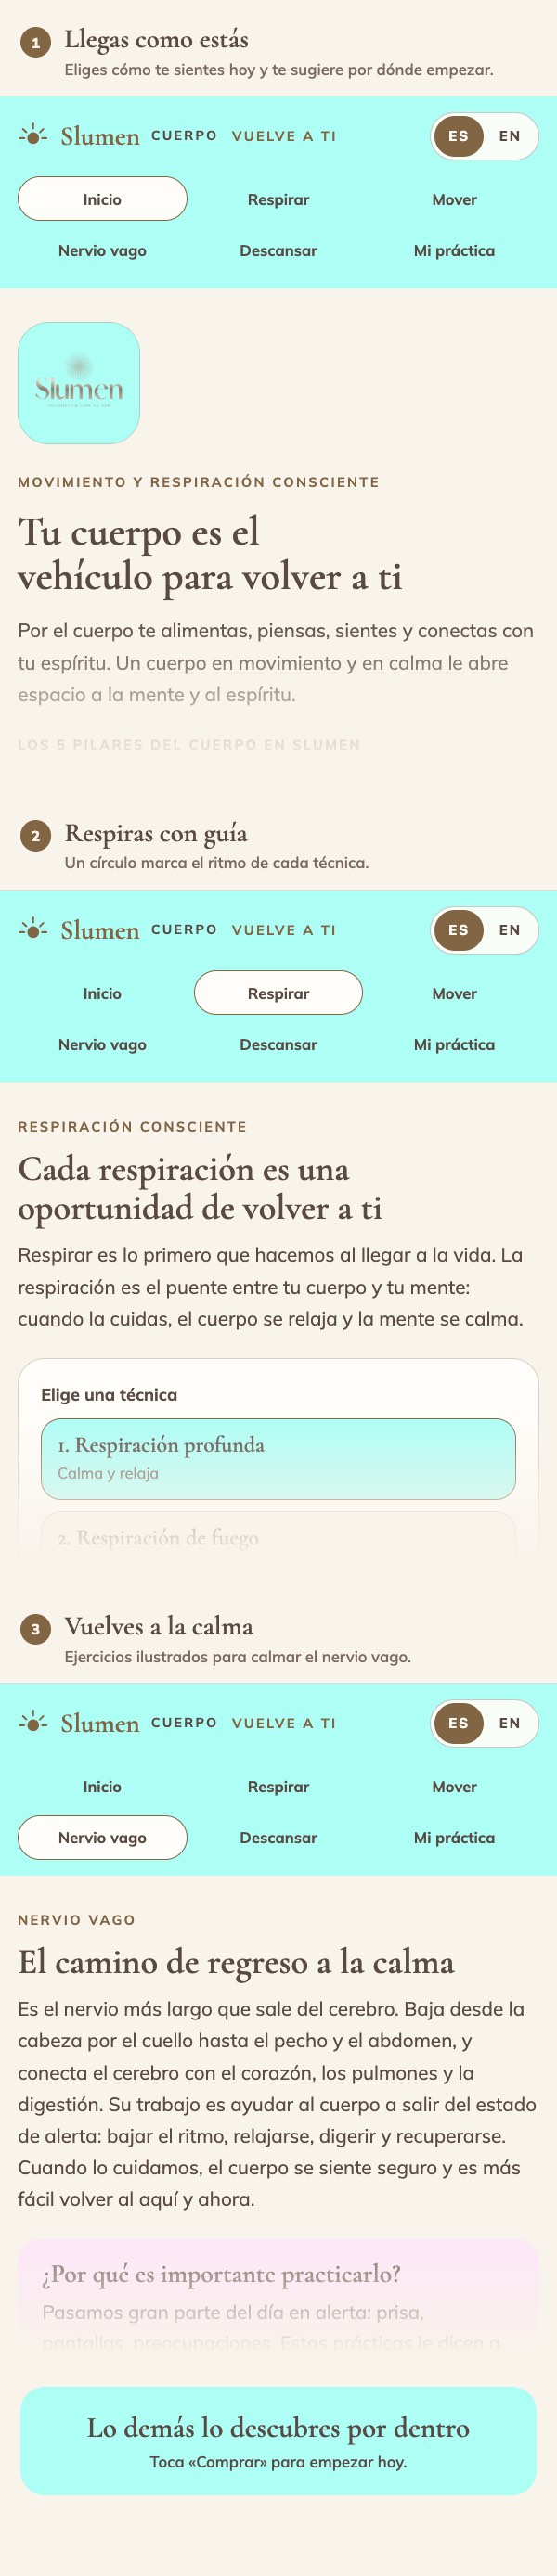 1 Llegas como estás
Eliges cómo te sientes hoy y te sugiere por dónde empezar.
Slumen CUERPO VUELVE A TI ES EN
Inicio Respirar Mover
Nervio vago Descansar Mi práctica
Slumen
MOVIMIENTO Y RESPIRACIÓN CONSCIENTE
Tu cuerpo es el
vehículo para volver a ti
Por el cuerpo te alimentas, piensas, sientes y conectas con
tu espíritu. Un cuerpo en movimiento y en calma le abre
espacio a la mente y al espíritu.
LOS 5 PILARES DEL CUERPO EN SLUMEN
2 Respiras con guía
Un círculo marca el ritmo de cada técnica.
Slumen CUERPO VUELVE A TI ES EN
Inicio Respirar Mover
Nervio vago Descansar Mi práctica
RESPIRACIÓN CONSCIENTE
Cada respiración es una
oportunidad de volver a ti
Respirar es lo primero que hacemos al llegar a la vida. La
respiración es el puente entre tu cuerpo y tu mente:
cuando la cuidas, el cuerpo se relaja y la mente se calma.
Elige una técnica
1. Respiración profunda
Calma y relaja
2. Respiración de fuego
3 Vuelves a la calma
Ejercicios ilustrados para calmar el nervio vago.
Slumen CUERPO VUELVE A TI ES EN
Inicio Respirar Mover
Nervio vago Descansar Mi práctica
NERVIO VAGO
El camino de regreso a la calma
Es el nervio más largo que sale del cerebro. Baja desde la
cabeza por el cuello hasta el pecho y el abdomen, y
conecta el cerebro con el corazón, los pulmones y la
digestión. Su trabajo es ayudar al cuerpo a salir del estado
de alerta: bajar el ritmo, relajarse, digerir y recuperarse.
Cuando lo cuidamos, el cuerpo se siente seguro y es más
fácil volver al aquí y ahora.
¿Por qué es importante practicarlo?
Pasamos gran parte del día en alerta: prisa,
pantallas, preocupaciones. Estas prácticas le dicen a
Lo demás lo descubres por dentro
Toca «Comprar» para empezar hoy.